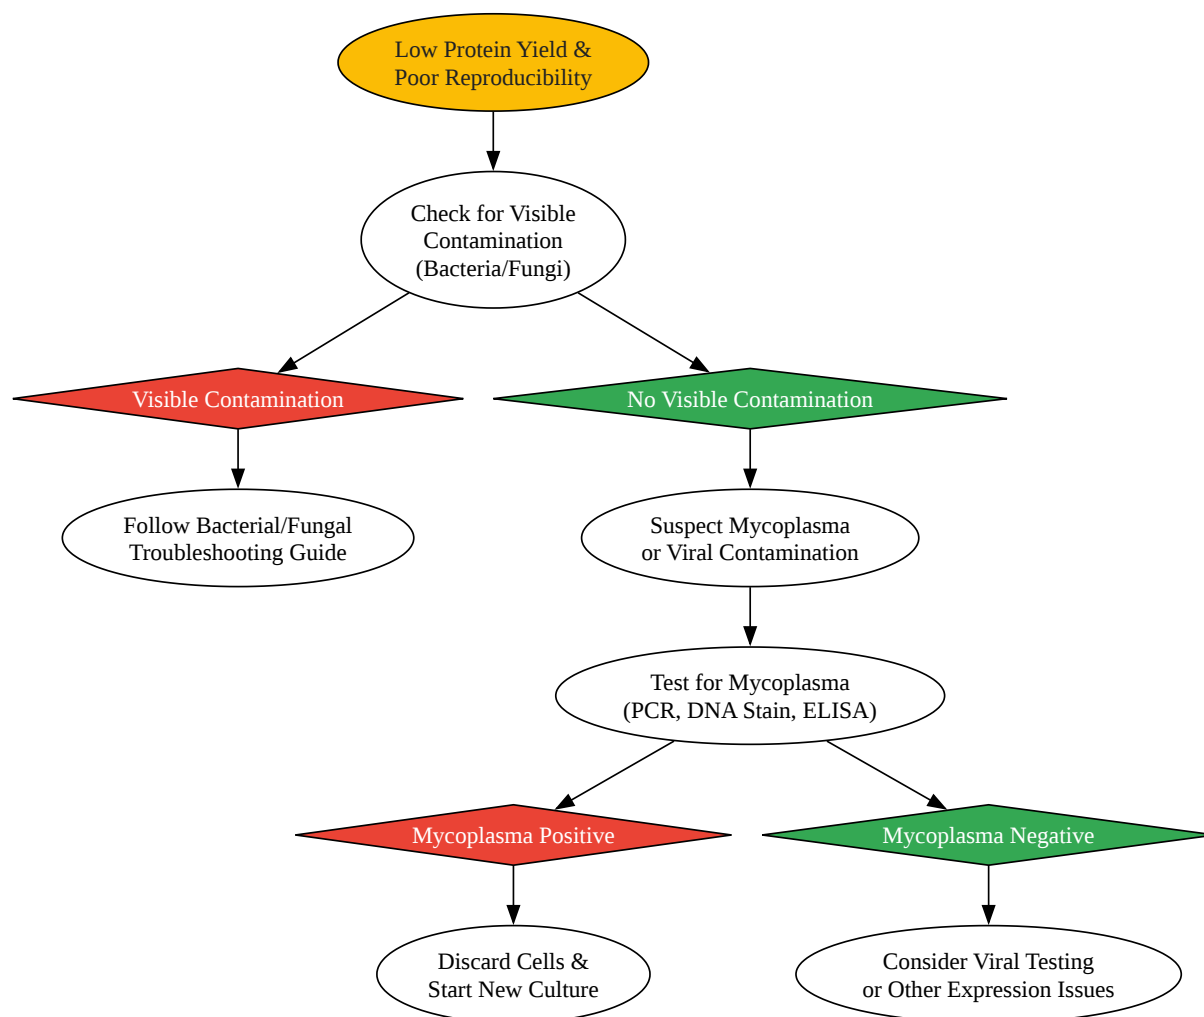 Low Protein Yield &
Poor Reproducibility
Check for Visible
Contamination
(Bacteria/Fungi)
Visible Contamination
No Visible Contamination
Follow Bacterial/Fungal
Troubleshooting Guide
Suspect Mycoplasma
or Viral Contamination
Test for Mycoplasma
(PCR, DNA Stain, ELISA)
Mycoplasma Positive
Mycoplasma Negative
Discard Cells &
Start New Culture
Consider Viral Testing
or Other Expression Issues